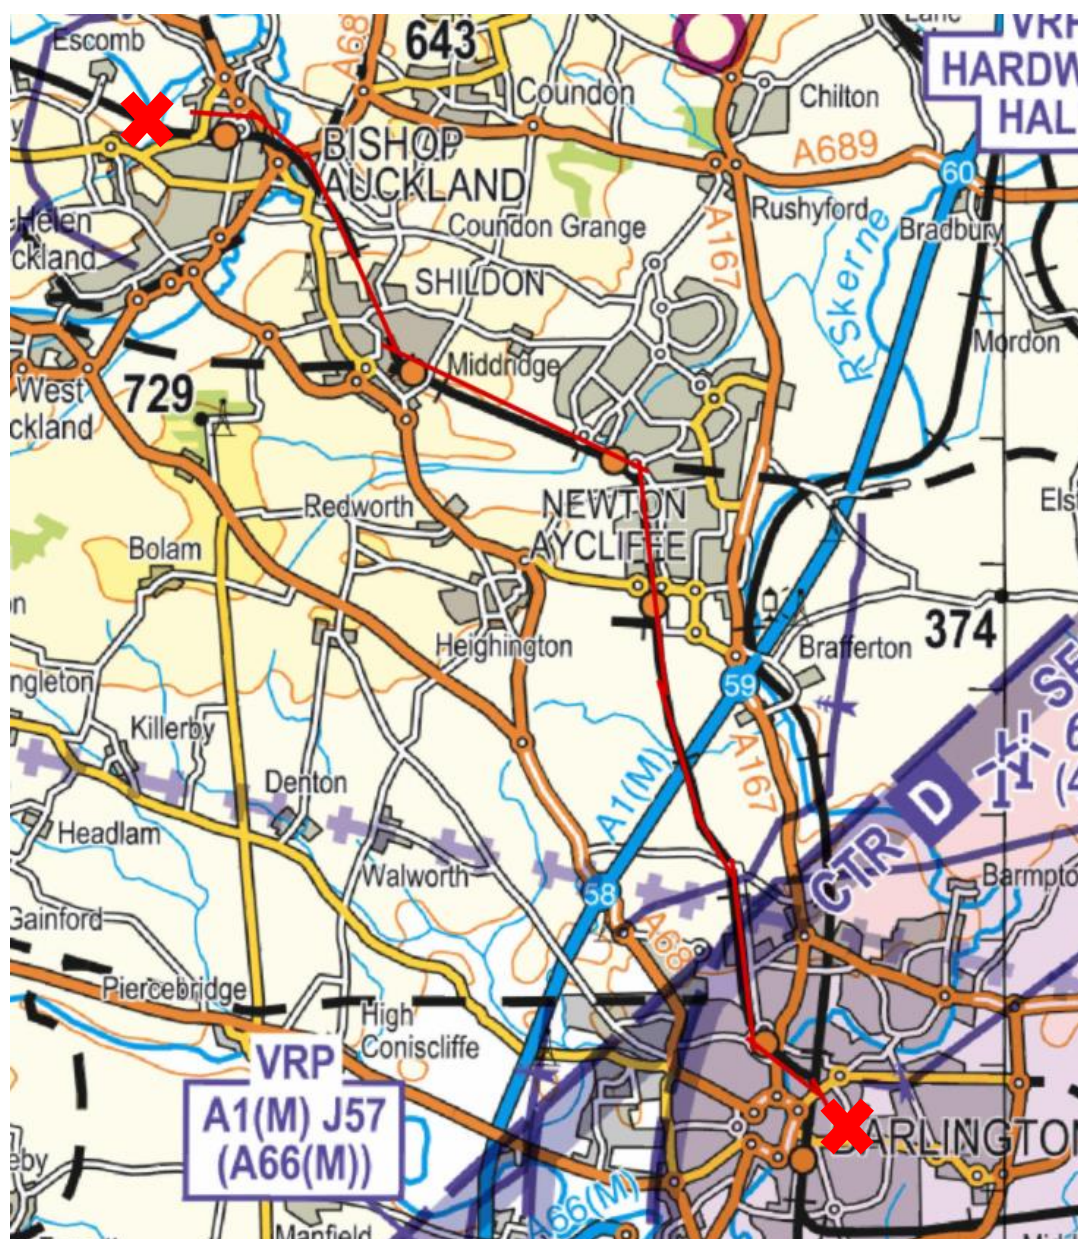 Escomb
A68
643
Coundon
Chilton
VRP
HARDW
HAL
A689
60
BISHOP
AUCKLAND
Helen
ckland
Coundon Grange
Rushyford
A167
R Skerne
Bradbury
SHILDON
Mordon
Middridge
West
ckland
729
Redworth
NEWTON
AYCLIFFE
Els
Bolam
Heighington
Brafferton
374
ngleton
59
Killerby
A1(M)
A167
Denton
Headlam
Walworth
CTR
D
Barmpto
58
Gainford
A68
Piercebridge
High
Coniscliffe
VRP
A1(M) J57
(A66(M))
DARLINGTON
eby
A66(M)
Manfield